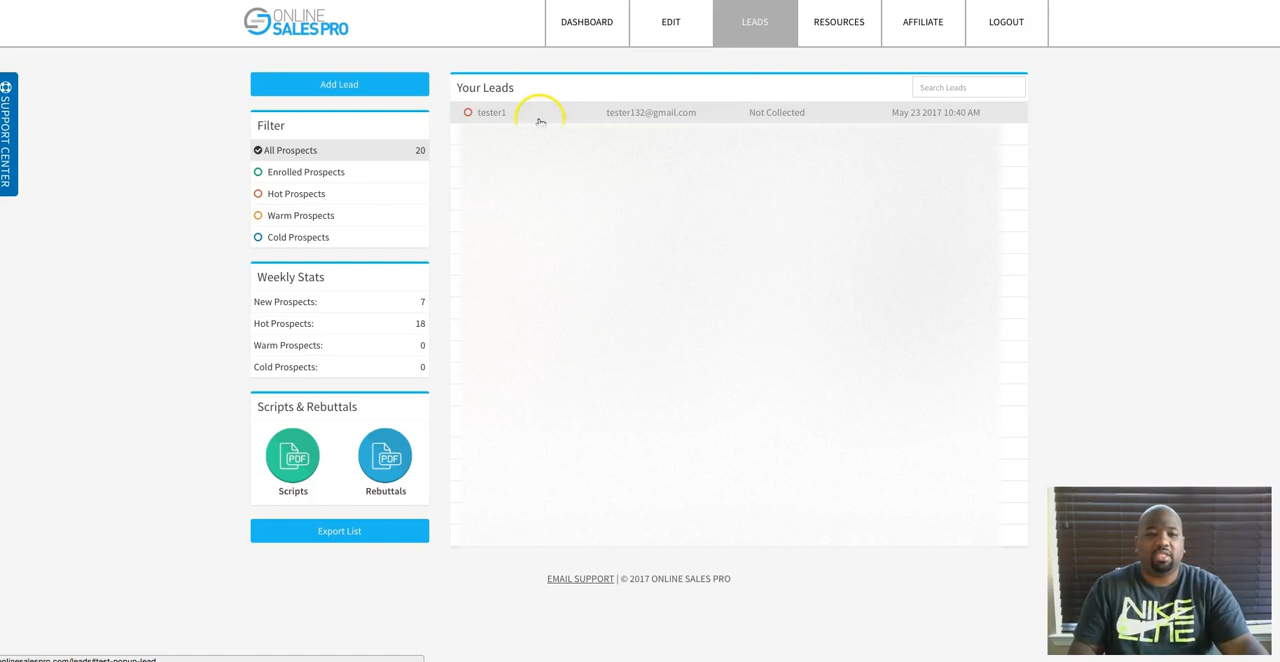 ONLINE
SALESPRO
DASHBOARD
EDIT
LEADS
RESOURCES
AFFILIATE
LOGOUT
SUPPORT CENTER
Add Lead
Filter
All Prospects 20
Enrolled Prospects
Hot Prospects
Warm Prospects
Cold Prospects
Weekly Stats
New Prospects: 7
Hot Prospects: 18
Warm Prospects: 0
Cold Prospects: 0
Scripts & Rebuttals
PDF
PDF
Scripts
Rebuttals
Export List
Your Leads
Search Leads
tester1 tester132@gmail.com Not Collected May 23 2017 10:40 AM
EMAIL SUPPORT | © 2017 ONLINE SALES PRO
NIKE
ELITE